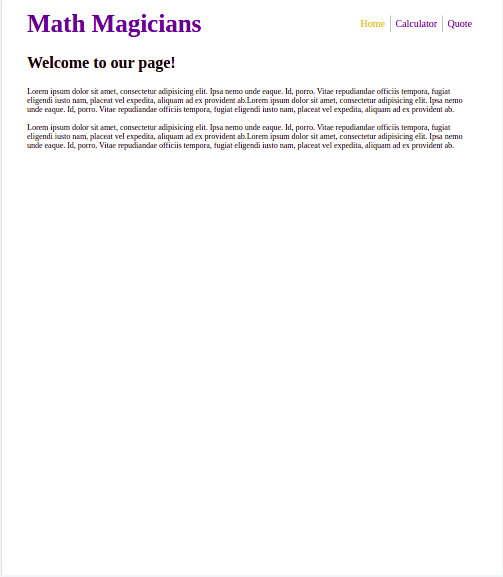 Math Magicians
Home
Calculator
Quote
Welcome to our page!
Lorem ipsum dolor sit amet, consectetur adipisicing elit. Ipsa nemo unde eaque. Id, porro. Vitae repudiandae officiis tempora, fugiat
eligendi iusto nam, placeat vel expedita, aliquam ad ex provident ab.Lorem ipsum dolor sit amet, consectetur adipisicing elit. Ipsa nemo
unde eaque. Id, porro. Vitae repudiandae officiis tempora, fugiat eligendi iusto nam, placeat vel expedita, aliquam ad ex provident ab.
Lorem ipsum dolor sit amet, consectetur adipisicing elit. Ipsa nemo unde eaque. Id, porro. Vitae repudiandae officiis tempora, fugiat
eligendi iusto nam, placeat vel expedita, aliquam ad ex provident ab.Lorem ipsum dolor sit amet, consectetur adipisicing elit. Ipsa nemo
unde eaque. Id, porro. Vitae repudiandae officiis tempora, fugiat eligendi iusto nam, placeat vel expedita, aliquam ad ex provident ab.